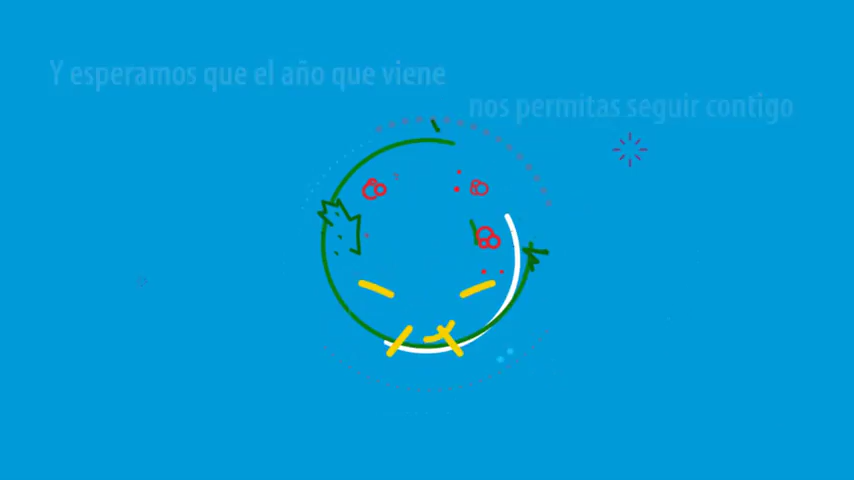 Y esperamos que el año que viene
nos permitas seguir contigo